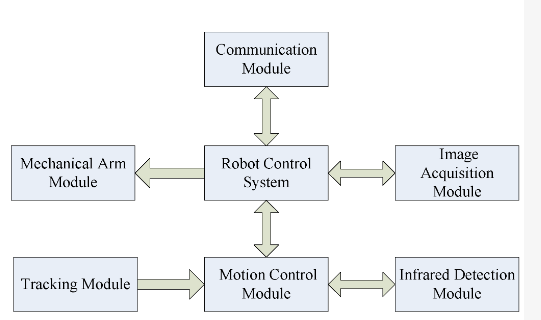 Communication
Module
Mechanical Arm
Module
Robot Control
System
Image
Acquisition
Module
Tracking Module
Motion Control
Module
Infrared Detection
Module